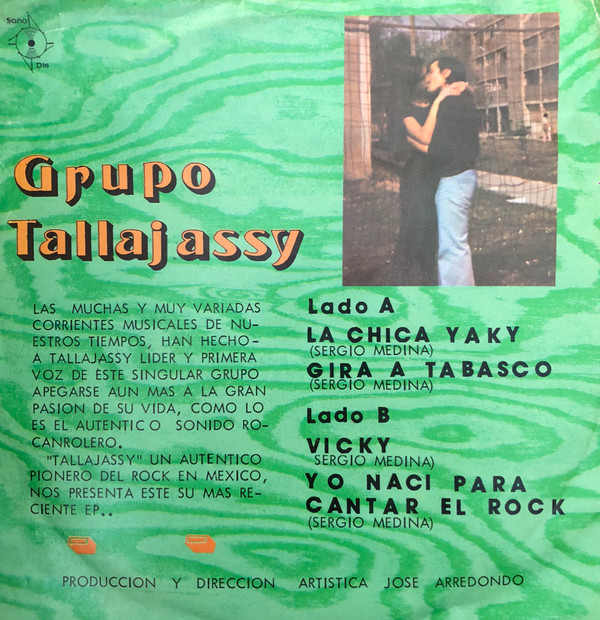 Sono
Dis
Grupo
Tallajassy
LAS MUCHAS Y MUY VARIADAS
CORRIENTES MUSICALES DE NU-
ESTROS TIEMPOS, HAN HECHO-
A TALLAJASSY LIDER Y PRIMERA
VOZ DE ESTE SINGULAR GRUPO
APEGARSE AUN MAS A LA GRAN
PASION DE SU VIDA, COMO LO
ES EL AUTENTICO SONIDO RO-
CANROLERO.
"TALLAJASSY" UN AUTENTICO
PIONERO DEL ROCK EN MEXICO,
NOS PRESENTA ESTE SU MAS RE-
CIENTE EP..
Lado A
LA CHICA YAKY
(SERGIO MEDINA)
GIRA A TABASCO
(SERGIO MEDINA)
Lado B
VICKY
SERGIO MEDINA)
YO NACI PARA
CANTAR EL ROCK
(SERGIO MEDINA)
PRODUCCION Y DIRECCION ARTISTICA JOSE ARREDONDO